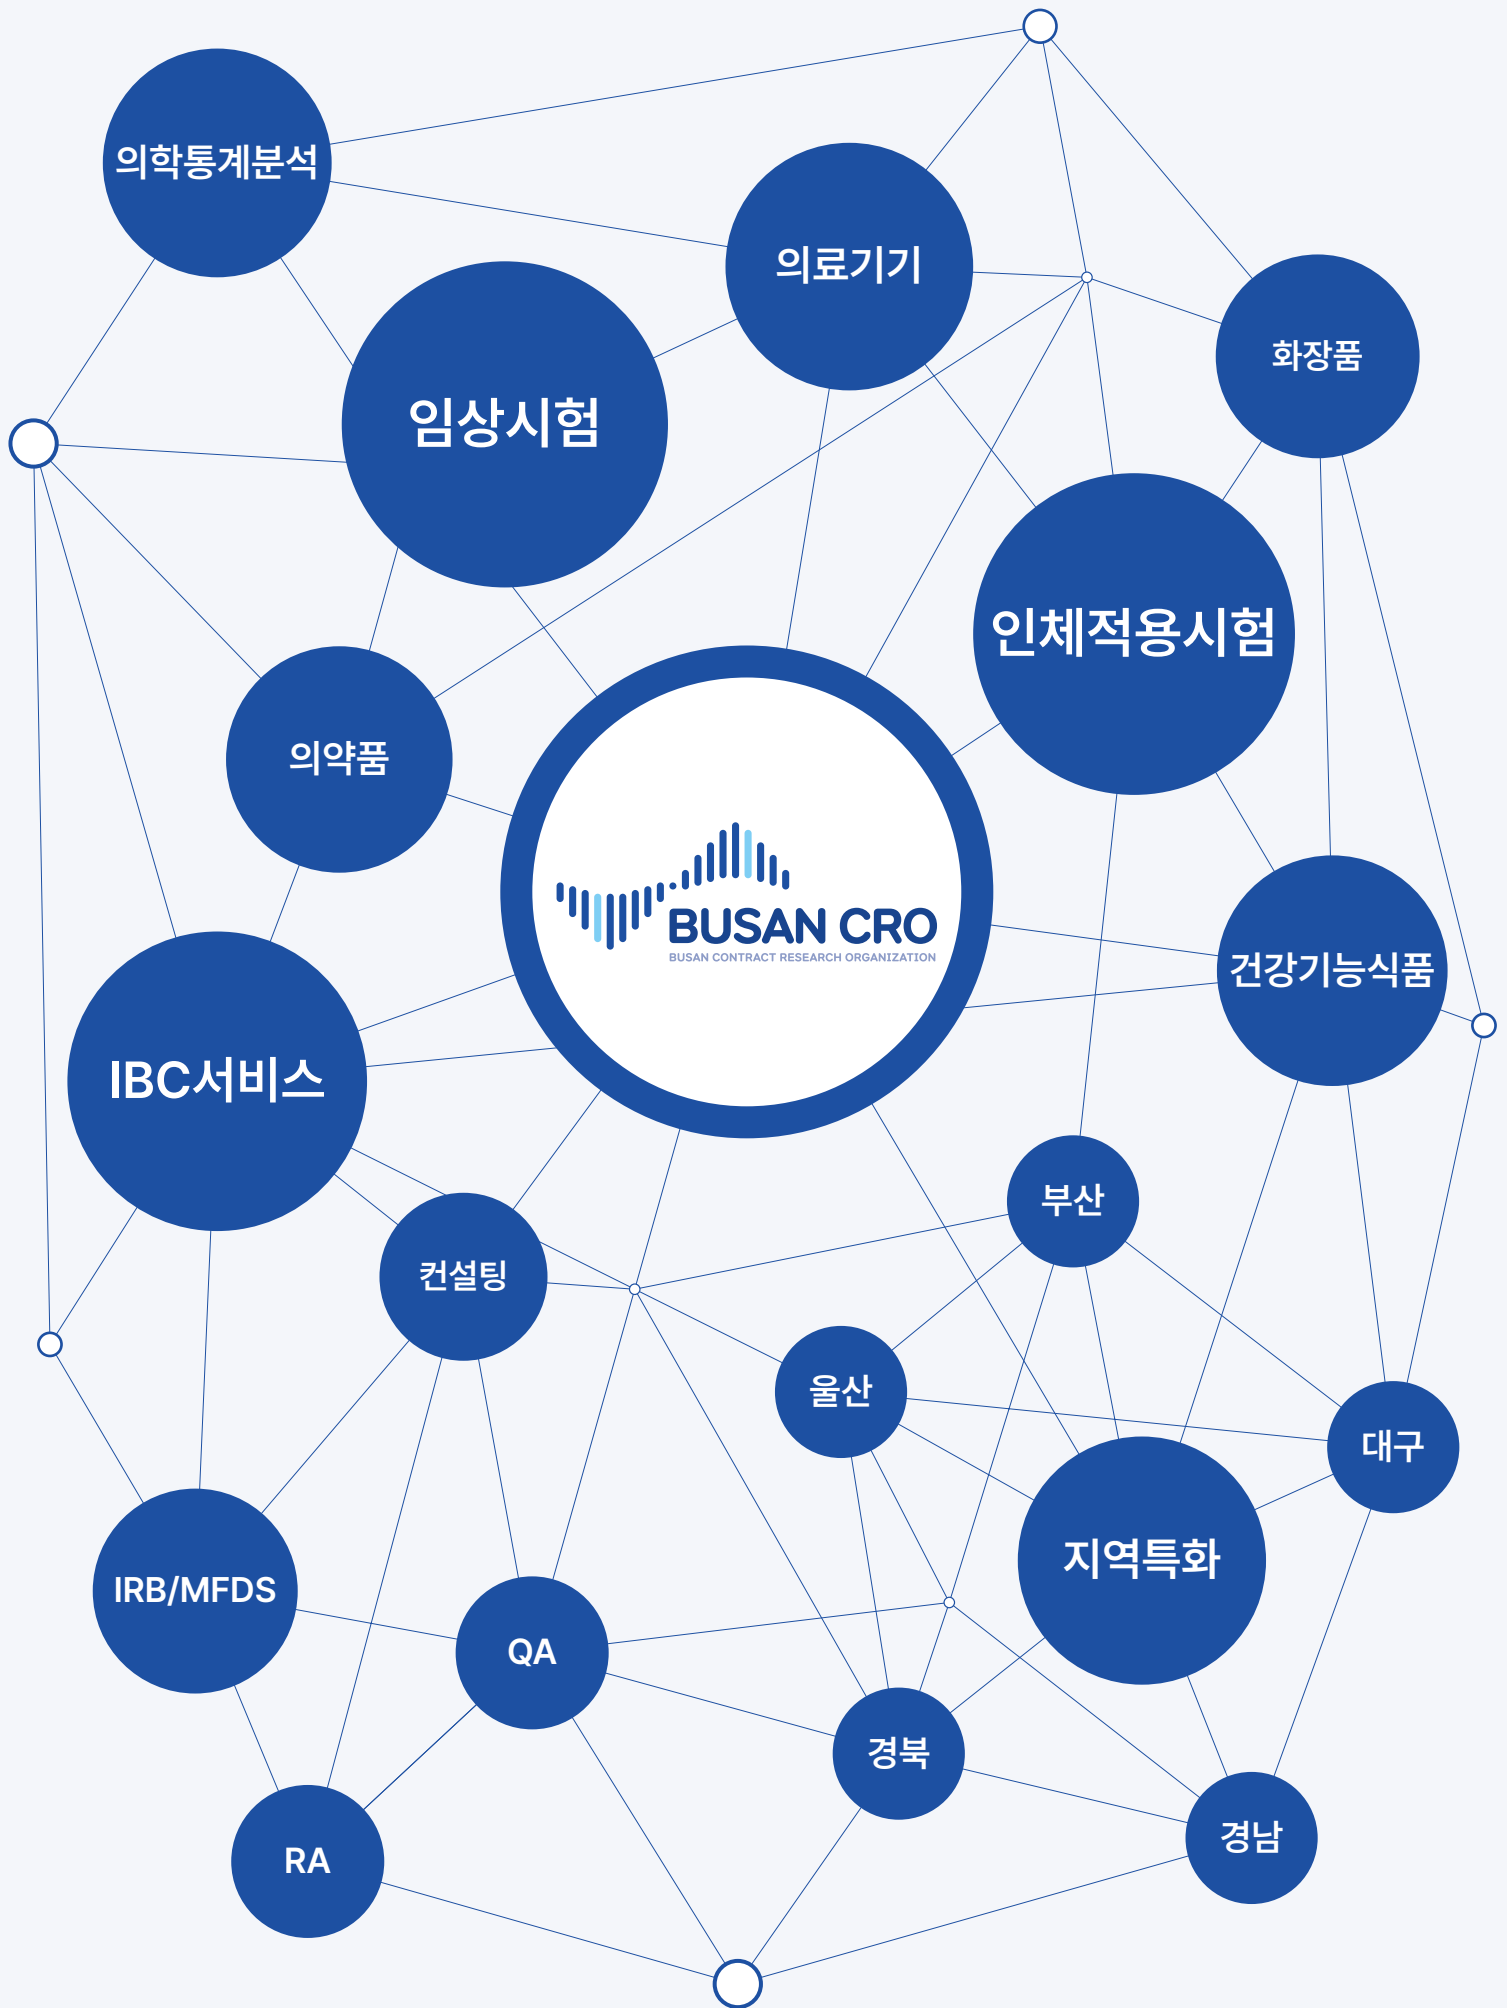 의학통계분석
의료기기
화장품
임상시험
인체적용시험
의약품
BUSAN CRO
BUSAN CONTRACT RESEARCH ORGANIZATION
건강기능식품
IBC서비스
부산
컨설팅
울산
대구
지역특화
IRB/MFDS
QA
경북
경남
RA